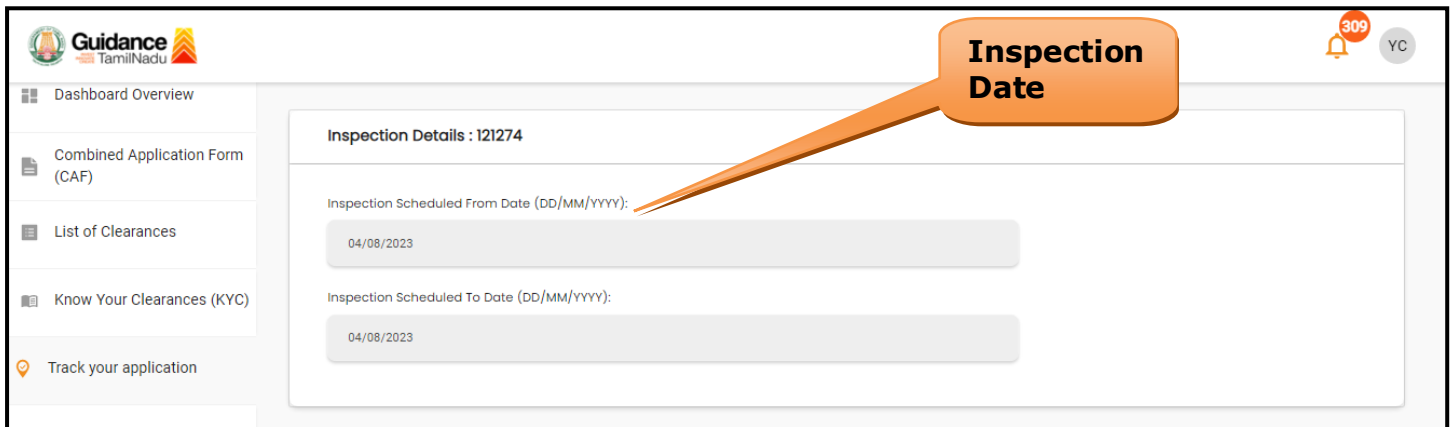 Guidance
TamilNadu
Inspection
Date
309
YC
Dashboard Overview
Combined Application Form
(CAF)
List of Clearances
Know Your Clearances (KYC)
Track your application
Inspection Details : 121274
Inspection Scheduled From Date (DD/MM/YYYY):
04/08/2023
Inspection Scheduled To Date (DD/MM/YYYY):
04/08/2023